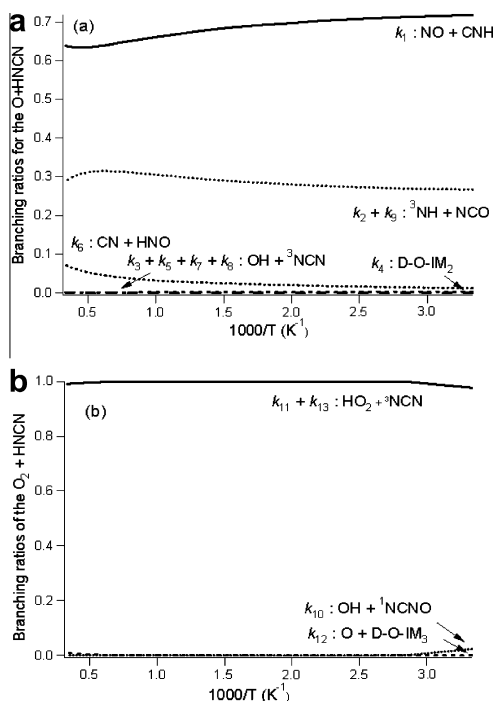 a
(a)
Branching ratios for the O+HNCN
0.7
0.6
0.5
0.4
0.3
0.2
0.1
0.0
k₁ : NO + CNH
k₂ + k₉ : ³NH + NCO
k₆ : CN + HNO
k₃ + k₅ + k₇ + k₈ : OH + ³NCN
k₄ : D-O-IM₂
0.5 1.0 1.5 2.0 2.5 3.0
1000/T (K⁻¹)
b
(b)
Branching ratios of the O₂ + HNCN
1.0
0.8
0.6
0.4
0.2
0.0
k₁₁ + k₁₃ : HO₂ + ³NCN
k₁₀ : OH + ¹NCNO
k₁₂ : O + D-O-IM₃
0.5 1.0 1.5 2.0 2.5 3.0
1000/T (K⁻¹)